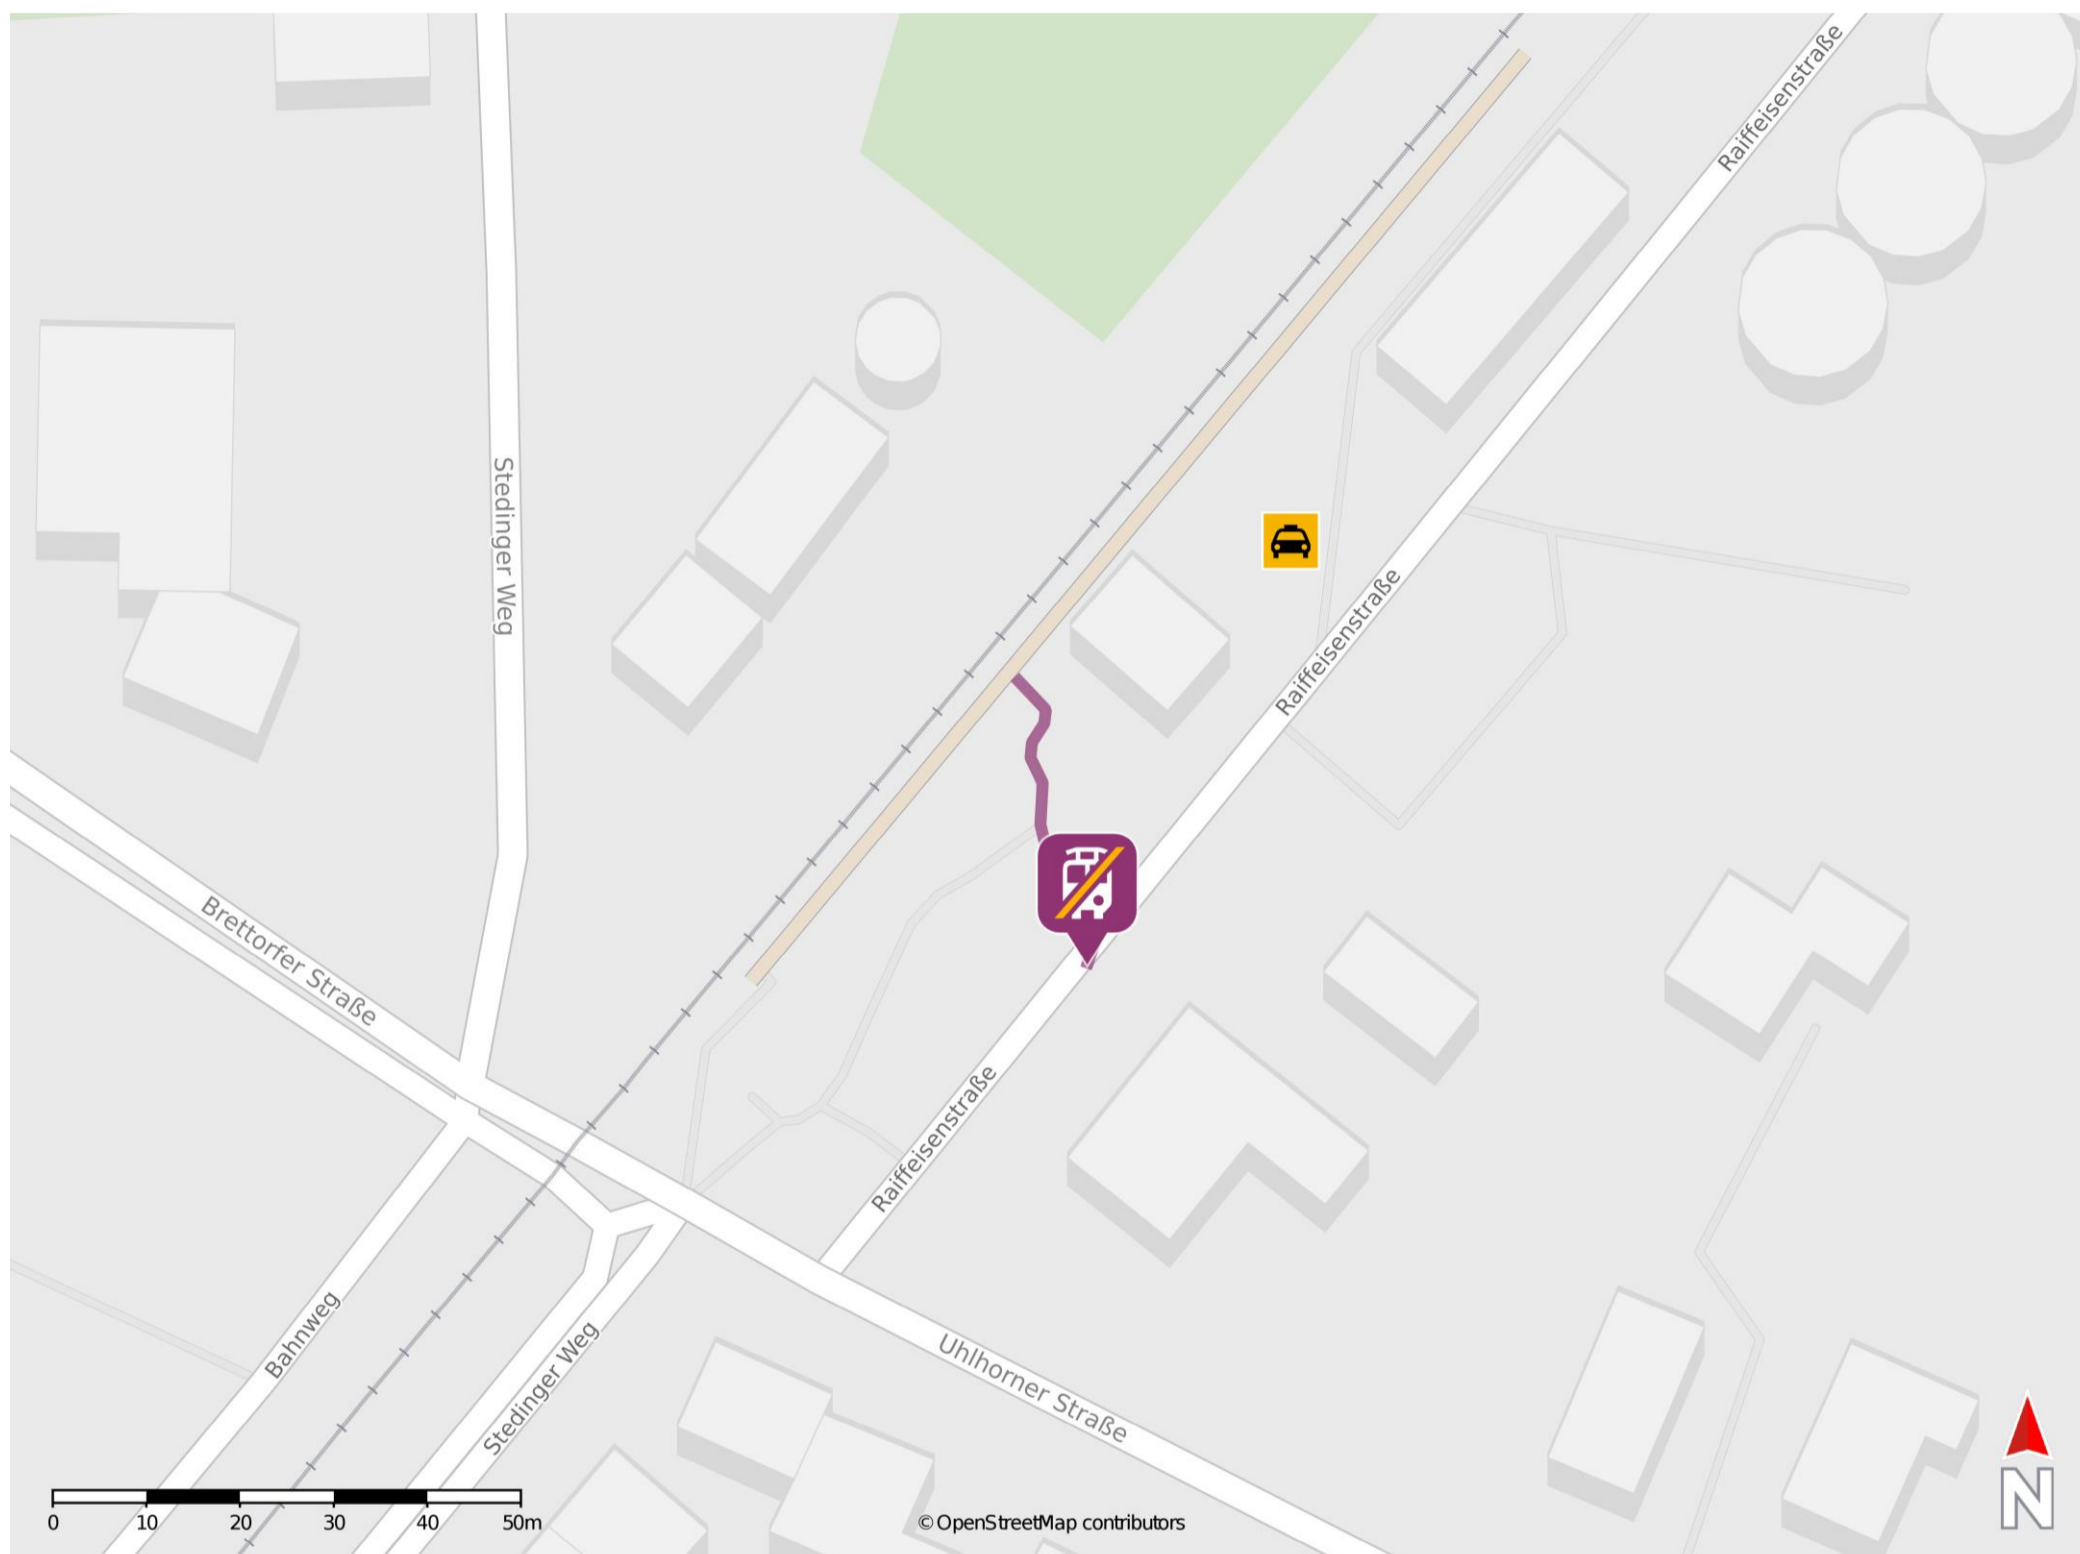 Raiffeisenstraße
Raiffeisenstraße
Stedinger Weg
Raiffeisenstraße
Brettorfer Straße
Bahnweg
Stedinger Weg
Uhlhorner Straße
0 10 20 30 40 50m
© OpenStreetMap contributors
N